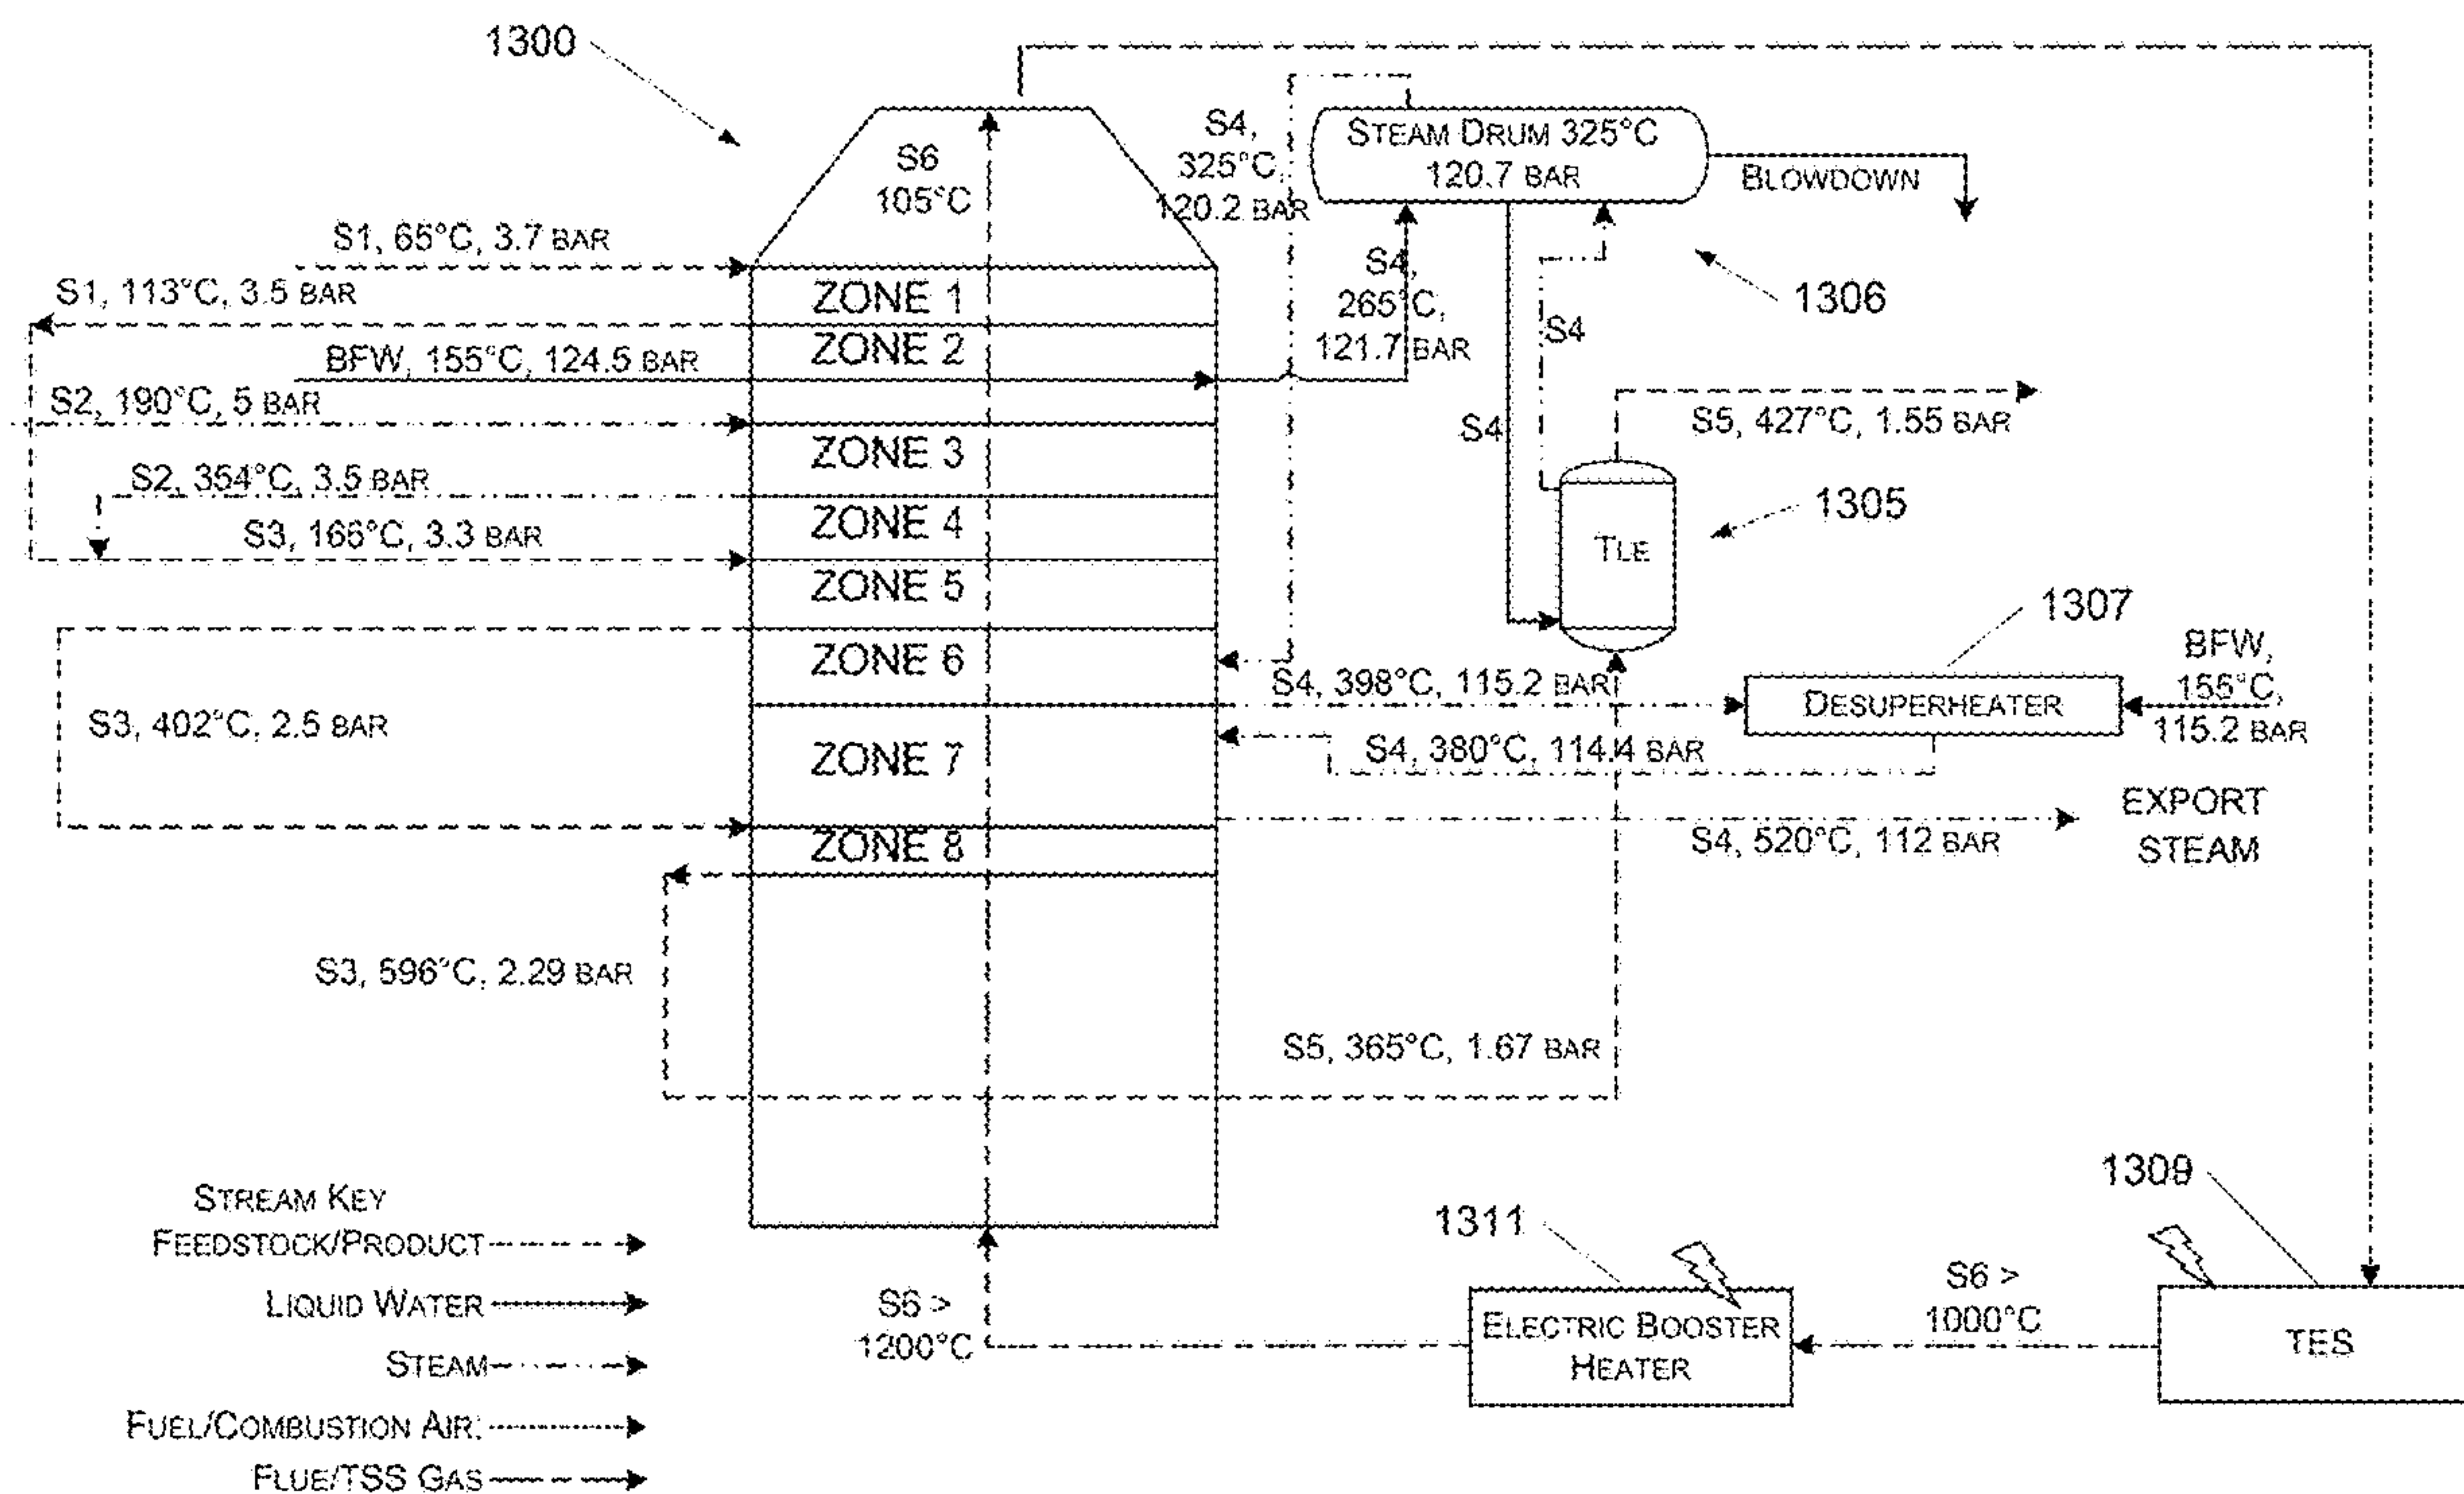 1300
S6
105°C
S4,
325°C,
120.2 BAR
STEAM DRUM 325°C
120.7 BAR
BLOWDOWN
1306
S1, 65°C, 3.7 BAR
S1, 113°C, 3.5 BAR
ZONE 1
ZONE 2
BFW, 155°C, 124.5 BAR
S4,
265°C,
121.7 BAR
S4
S2, 190°C, 5 BAR
S4
S5, 427°C, 1.55 BAR
ZONE 3
S2, 354°C, 3.5 BAR
1305
ZONE 4
S3, 166°C, 3.3 BAR
TLE
ZONE 5
1307
ZONE 6
S4, 398°C, 115.2 BAR
DESUPERHEATER
BFW,
155°C,
115.2 BAR
S3, 402°C, 2.5 BAR
ZONE 7
S4, 380°C, 114.4 BAR
EXPORT
STEAM
S4, 520°C, 112 BAR
ZONE 8
S3, 596°C, 2.29 BAR
S5, 365°C, 1.67 BAR
STREAM KEY
FEEDSTOCK/PRODUCT
LIQUID WATER
STEAM
FUEL/COMBUSTION AIR:
FLUE/TSS GAS
S6 >
1200°C
1311
ELECTRIC BOOSTER
HEATER
S6 >
1000°C
1309
TES